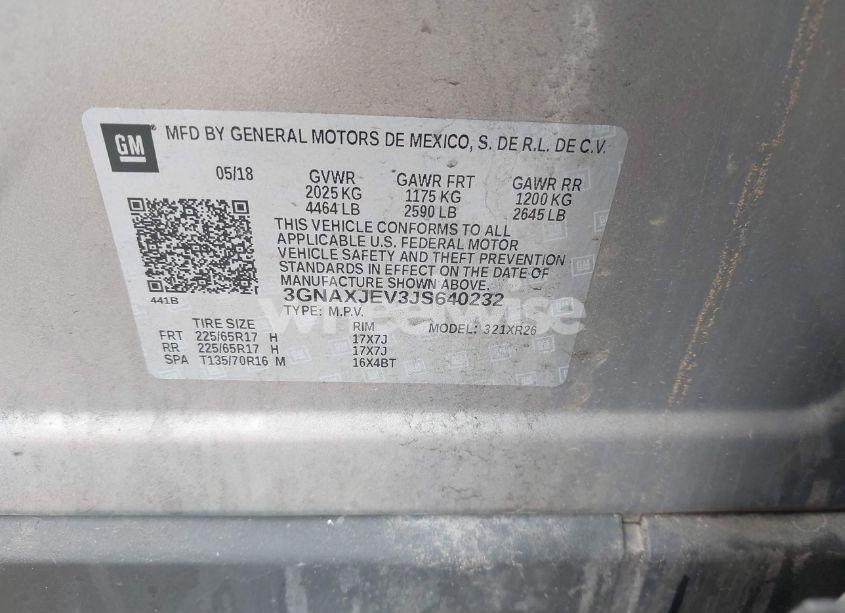 GM
MFD BY GENERAL MOTORS DE MEXICO, S. DE R.L. DE C.V.
05/18 GVWR GAWR FRT GAWR RR
2025 KG 1175 KG 1200 KG
4464 LB 2590 LB 2645 LB
THIS VEHICLE CONFORMS TO ALL
APPLICABLE U.S. FEDERAL MOTOR
VEHICLE SAFETY AND THEFT PREVENTION
STANDARDS IN EFFECT ON THE DATE OF
MANUFACTURE SHOWN ABOVE.
441B
3GNAXJEV3JS640232
TYPE: M.P.V. MODEL: 321XR26
wheelwise
TIRE SIZE RIM
FRT 225/65R17 H 17X7J
RR 225/65R17 H 17X7J
SPA T135/70R16 M 16X4BT